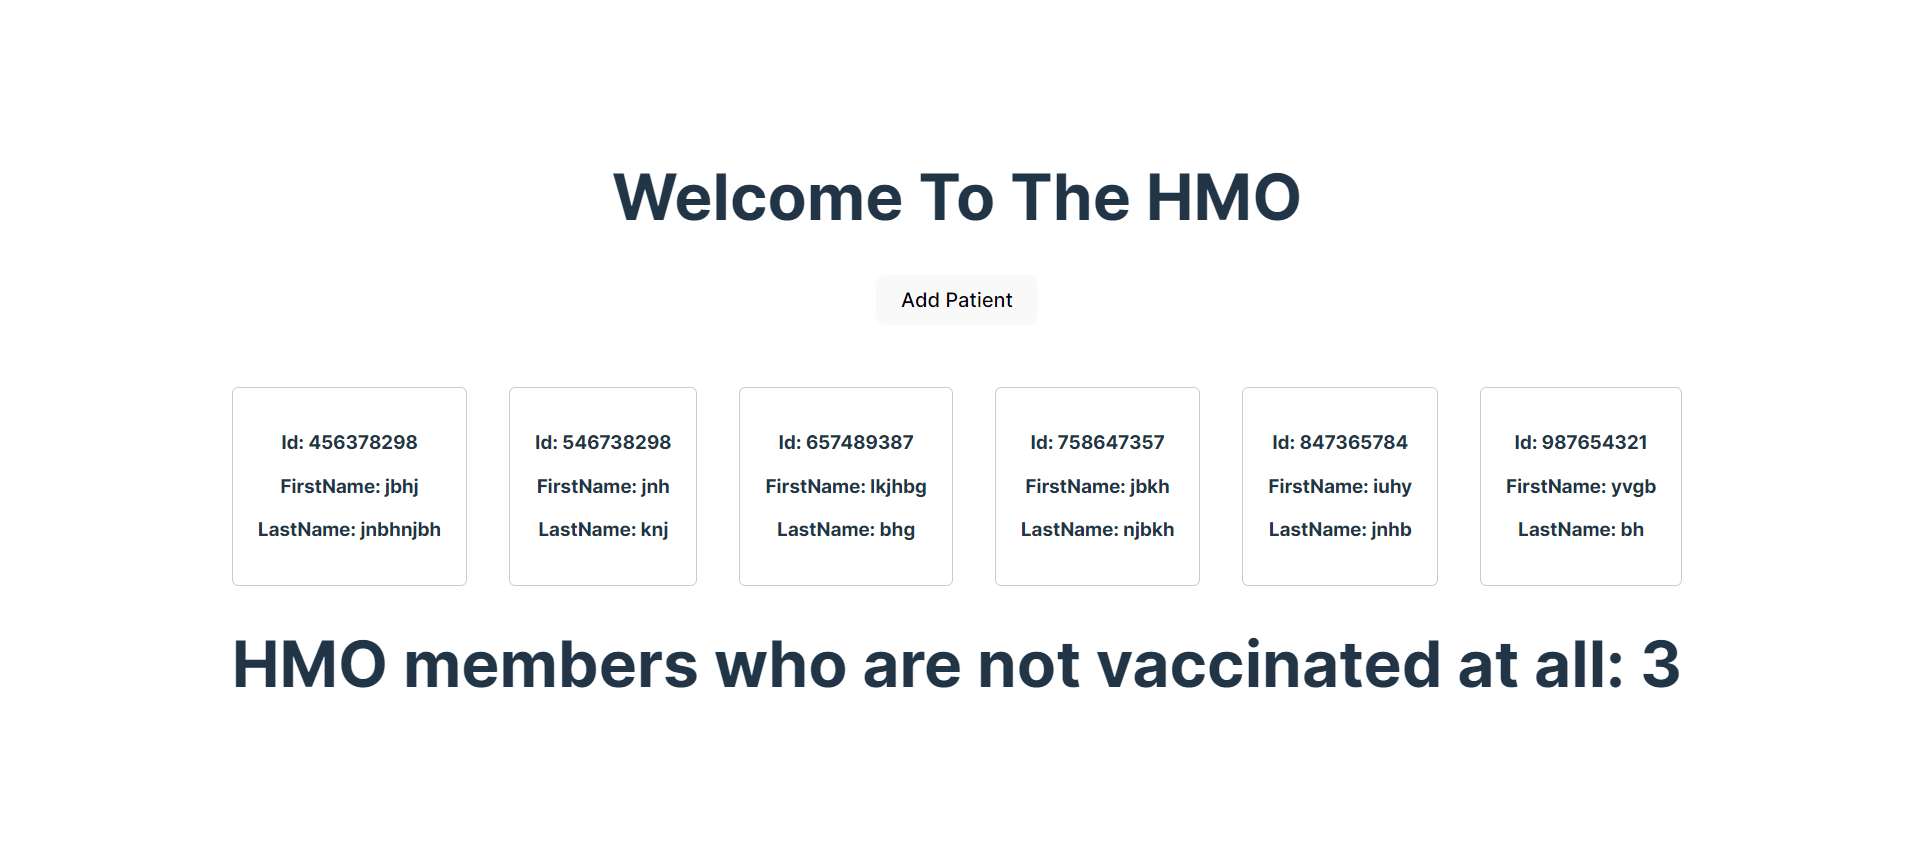 Welcome To The HMO
Add Patient
Id: 456378298
FirstName: jbhj
LastName: jnbhnjbh
Id: 546738298
FirstName: jnh
LastName: knj
Id: 657489387
FirstName: lkjhbg
LastName: bhg
Id: 758647357
FirstName: jbkh
LastName: njbkh
Id: 847365784
FirstName: iuhy
LastName: jnhb
Id: 987654321
FirstName: yvgb
LastName: bh
HMO members who are not vaccinated at all: 3